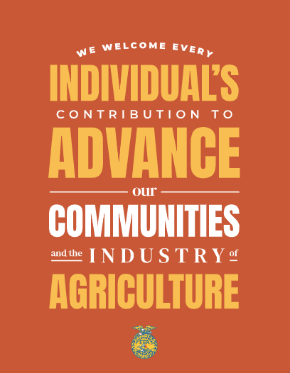 WE WELCOME EVERY
INDIVIDUAL'S
CONTRIBUTION TO
ADVANCE
our
COMMUNITIES
and the INDUSTRY of
AGRICULTURE